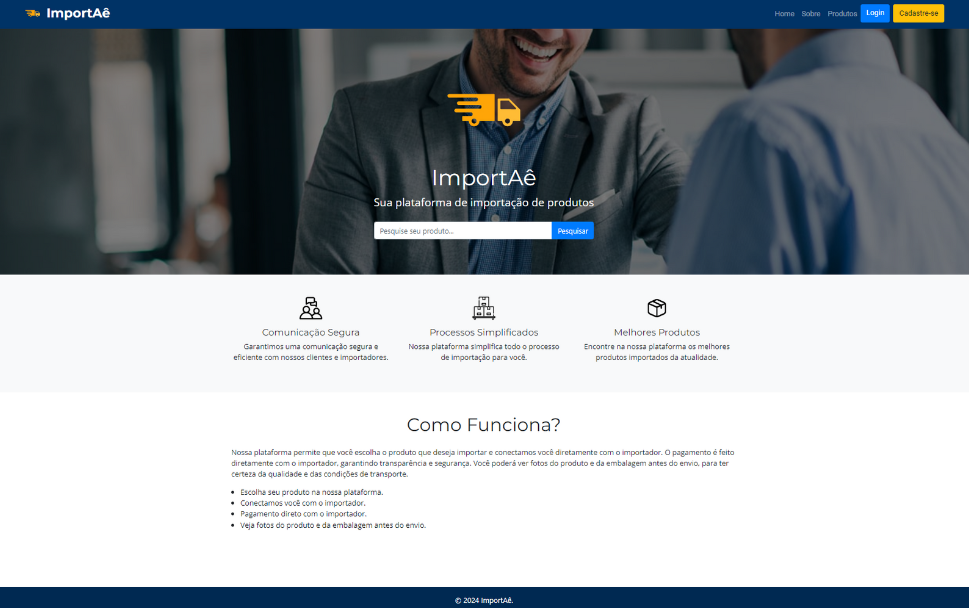 ImportAê
Home Sobre Produtos Login Cadastre-se
ImportAê
Sua plataforma de importação de produtos
Pesquise seu produto... Pesquisar
Comunicação Segura
Garantimos uma comunicação segura e
eficiente com nossos clientes e importadores.
Processos Simplificados
Nossa plataforma simplifica todo o processo
de importação para você.
Melhores Produtos
Encontre na nossa plataforma os melhores
produtos importados da atualidade.
Como Funciona?
Nossa plataforma permite que você escolha o produto que deseja importar e conectamos você diretamente com o importador. O pagamento é feito
diretamente com o importador, garantindo transparência e segurança. Você poderá ver fotos do produto e da embalagem antes do envio, para ter
certeza da qualidade e das condições de transporte.
• Escolha seu produto na nossa plataforma.
• Conectamos você com o importador.
• Pagamento direto com o importador.
• Veja fotos do produto e da embalagem antes do envio.
© 2024 ImportAê.